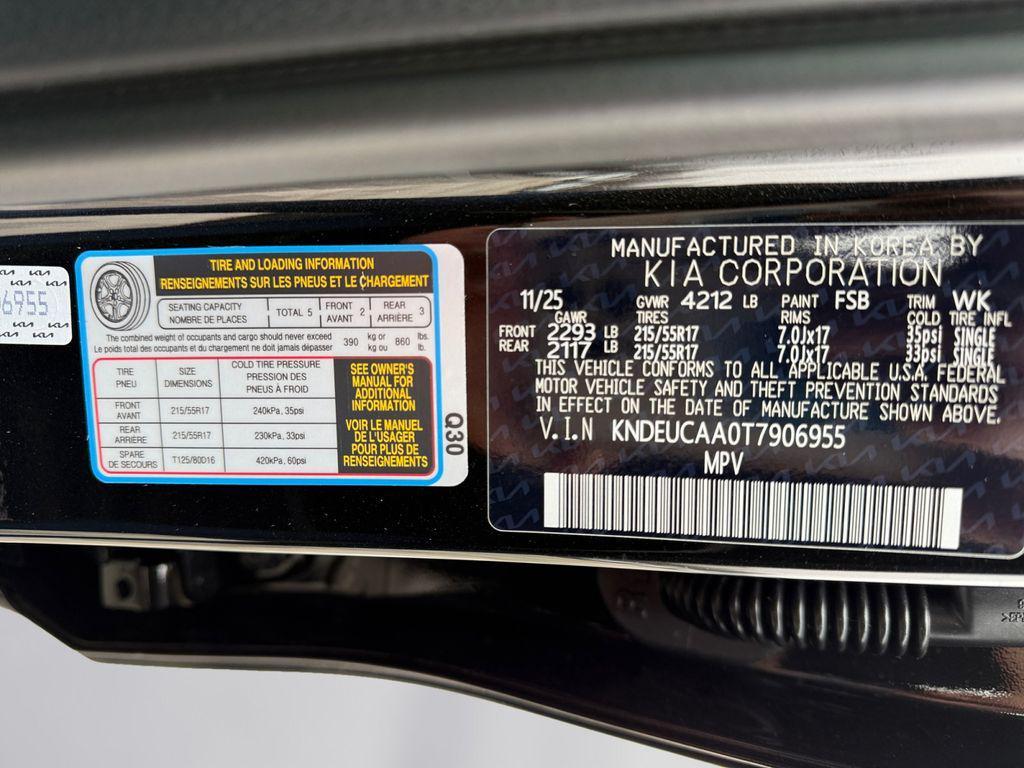 6955
TIRE AND LOADING INFORMATION
RENSEIGNEMENTS SUR LES PNEUS ET LE CHARGEMENT
SEATING CAPACITY
NOMBRE DE PLACES
TOTAL 5
FRONT
AVANT 2
REAR
ARRIÈRE 3
The combined weight of occupants and cargo should never exceed
Le poids total des occupants et du chargement ne doit jamais dépasser
390 kg or
kg ou
860 lbs.
lb.
TIRE
PNEU
SIZE
DIMENSIONS
COLD TIRE PRESSURE
PRESSION DES
PNEUS À FROID
FRONT
AVANT
215/55R17
240kPa, 35psi
REAR
ARRIÈRE
215/55R17
230kPa, 33psi
SPARE
DE SECOURS
T125/80D16
420kPa, 60psi
SEE OWNER'S
MANUAL FOR
ADDITIONAL
INFORMATION
VOIR LE MANUEL
DE L'USAGER
POUR PLUS DE
RENSEIGNEMENTS
Q30
MANUFACTURED IN KOREA BY
KIA CORPORATION
11/25 GVWR 4212 LB PAINT FSB TRIM WK
GAWR TIRES RIMS COLD TIRE INFL
FRONT 2293 LB 215/55R17 7.0Jx17 35psi SINGLE
REAR 2117 LB 215/55R17 7.0Jx17 33psi SINGLE
THIS VEHICLE CONFORMS TO ALL APPLICABLE U.S.A. FEDERAL
MOTOR VEHICLE SAFETY AND THEFT PREVENTION STANDARDS
IN EFFECT ON THE DATE OF MANUFACTURE SHOWN ABOVE.
V.I.N KNDEUCAA0T7906955
MPV